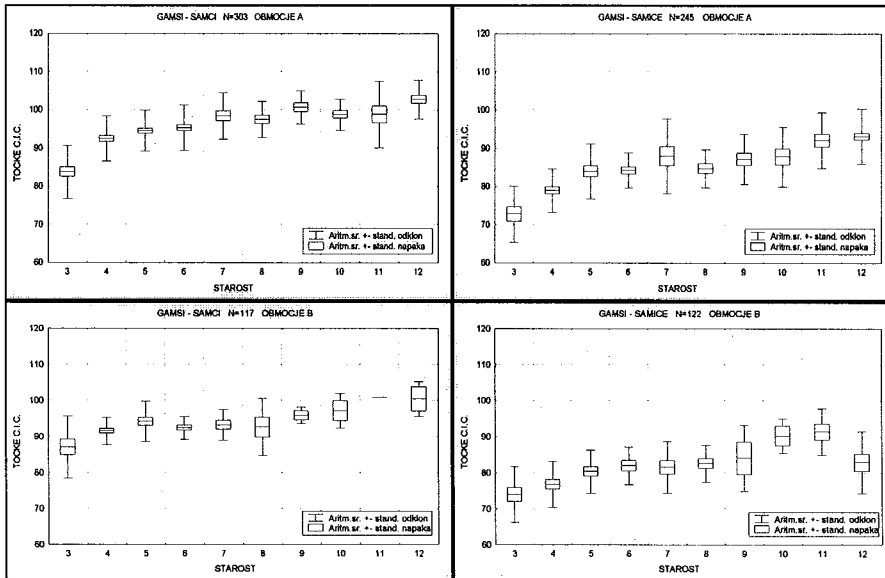 GAMSI - SAMCI N=303 OBMOCJE A
TOCKE C.I.C.
120
110
100
90
80
70
60
Aritm.sr. +- stand. odklon
Aritm.sr. +- stand. napaka
3 4 5 6 7 8 9 10 11 12
STAROST
GAMSI - SAMICE N=245 OBMOCJE A
TOCKE C.I.C.
120
110
100
90
80
70
60
Aritm.sr. +- stand. odklon
Aritm.sr. +- stand. napaka
3 4 5 6 7 8 9 10 11 12
STAROST
GAMSI - SAMCI N=117 OBMOCJE B
TOCKE C.I.C.
120
110
100
90
80
70
60
Aritm.sr. +- stand. odklon
Aritm.sr. +- stand. napaka
3 4 5 6 7 8 9 10 11 12
STAROST
GAMSI - SAMICE N=122 OBMOCJE B
TOCKE C.I.C.
120
110
100
90
80
70
60
Aritm.sr. +- stand. odklon
Aritm.sr. +- stand. napaka
3 4 5 6 7 8 9 10 11 12
STAROST